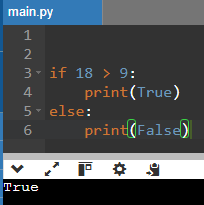 main.py
1
2
3 if 18 > 9:
4     print(True)
5 else:
6     print(False)
True